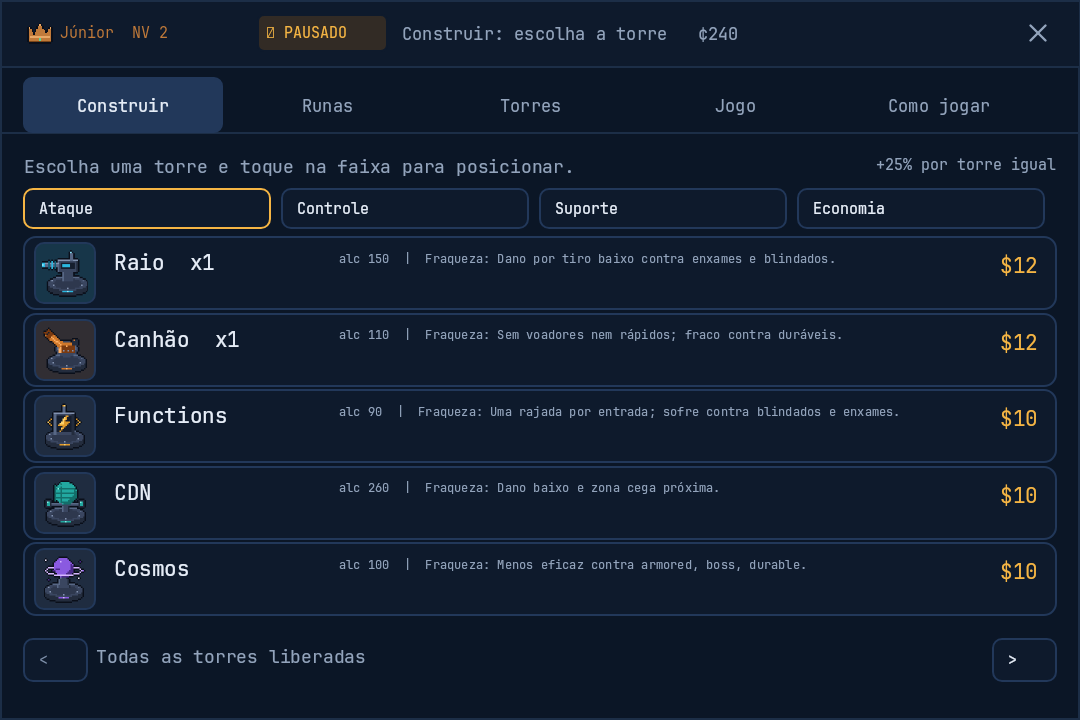 Júnior NV 2
PAUSADO
Construir: escolha a torre $240
Construir Runas Torres Jogo Como jogar
Escolha uma torre e toque na faixa para posicionar.
+25% por torre igual
Ataque Controle Suporte Economia
Raio x1 alc 150 | Fraqueza: Dano por tiro baixo contra enxames e blindados. $12
Canhão x1 alc 110 | Fraqueza: Sem voadores nem rápidos; fraco contra duráveis. $12
Functions alc 90 | Fraqueza: Uma rajada por entrada; sofre contra blindados e enxames. $10
CDN alc 260 | Fraqueza: Dano baixo e zona cega próxima. $10
Cosmos alc 100 | Fraqueza: Menos eficaz contra armored, boss, durable. $10
< Todas as torres liberadas >